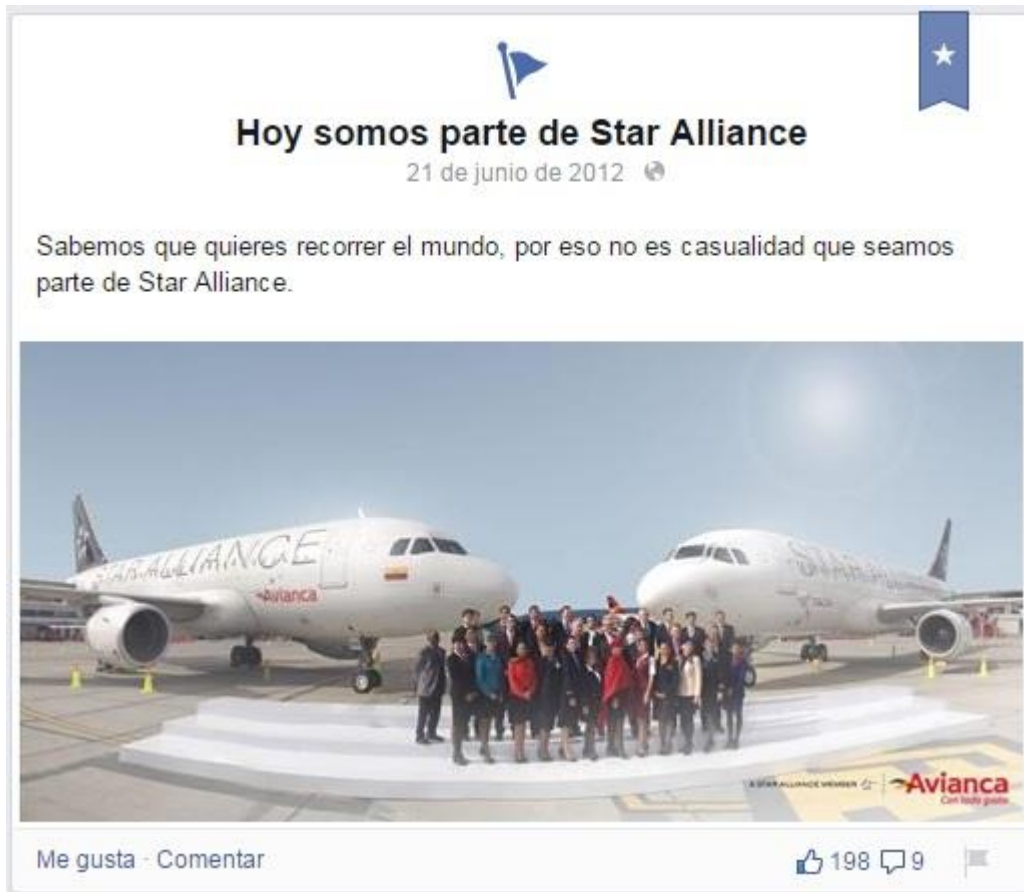 Hoy somos parte de Star Alliance
21 de junio de 2012
Sabemos que quieres recorrer el mundo, por eso no es casualidad que seamos
parte de Star Alliance.
STAR ALLIANCE
Avianca
STAR
A STAR ALLIANCE MEMBER
Avianca
Con todo gusto
Me gusta · Comentar
198 9